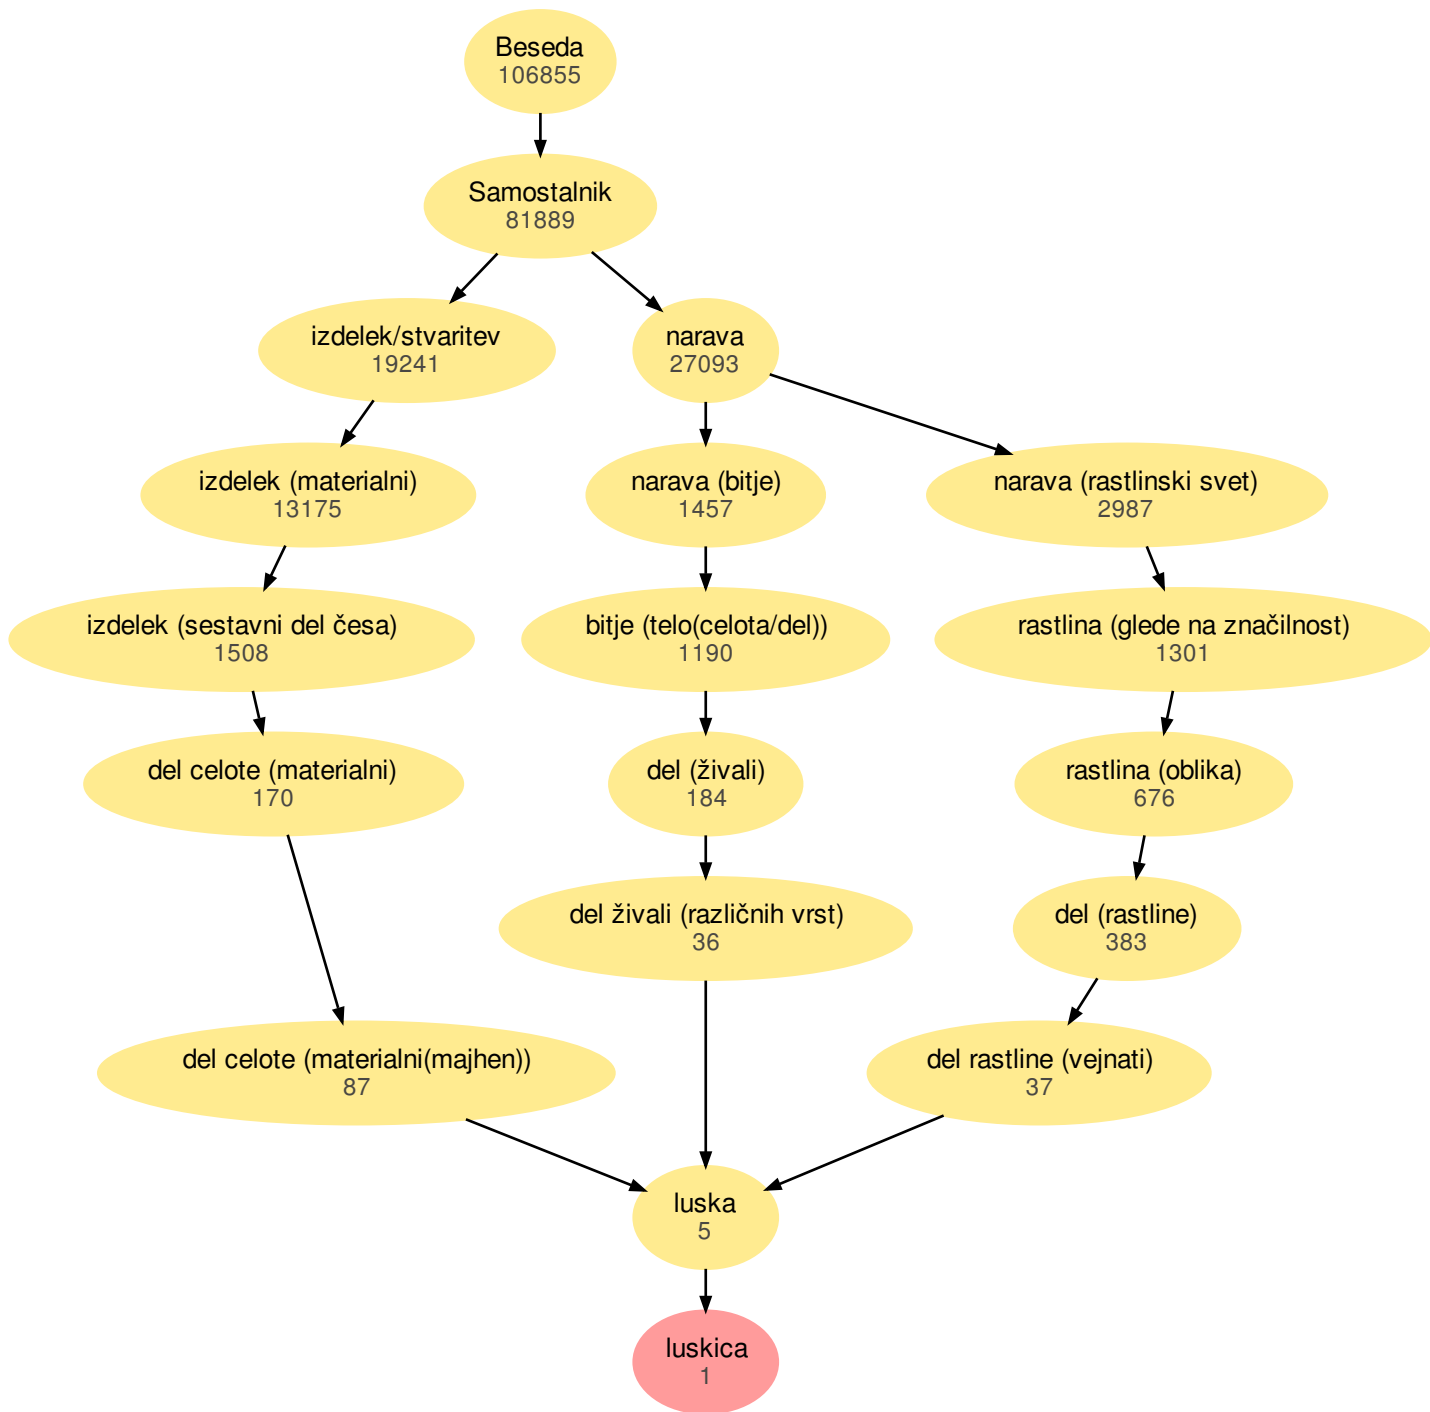 Beseda
106855
Samostalnik
81889
izdelek/stvaritev
19241
narava
27093
izdelek (materialni)
13175
narava (bitje)
1457
narava (rastlinski svet)
2987
izdelek (sestavni del česa)
1508
bitje (telo(celota/del))
1190
rastlina (glede na značilnost)
1301
del celote (materialni)
170
del (živali)
184
rastlina (oblika)
676
del živali (različnih vrst)
36
del (rastline)
383
del celote (materialni(majhen))
87
del rastline (vejnati)
37
luska
5
luskica
1